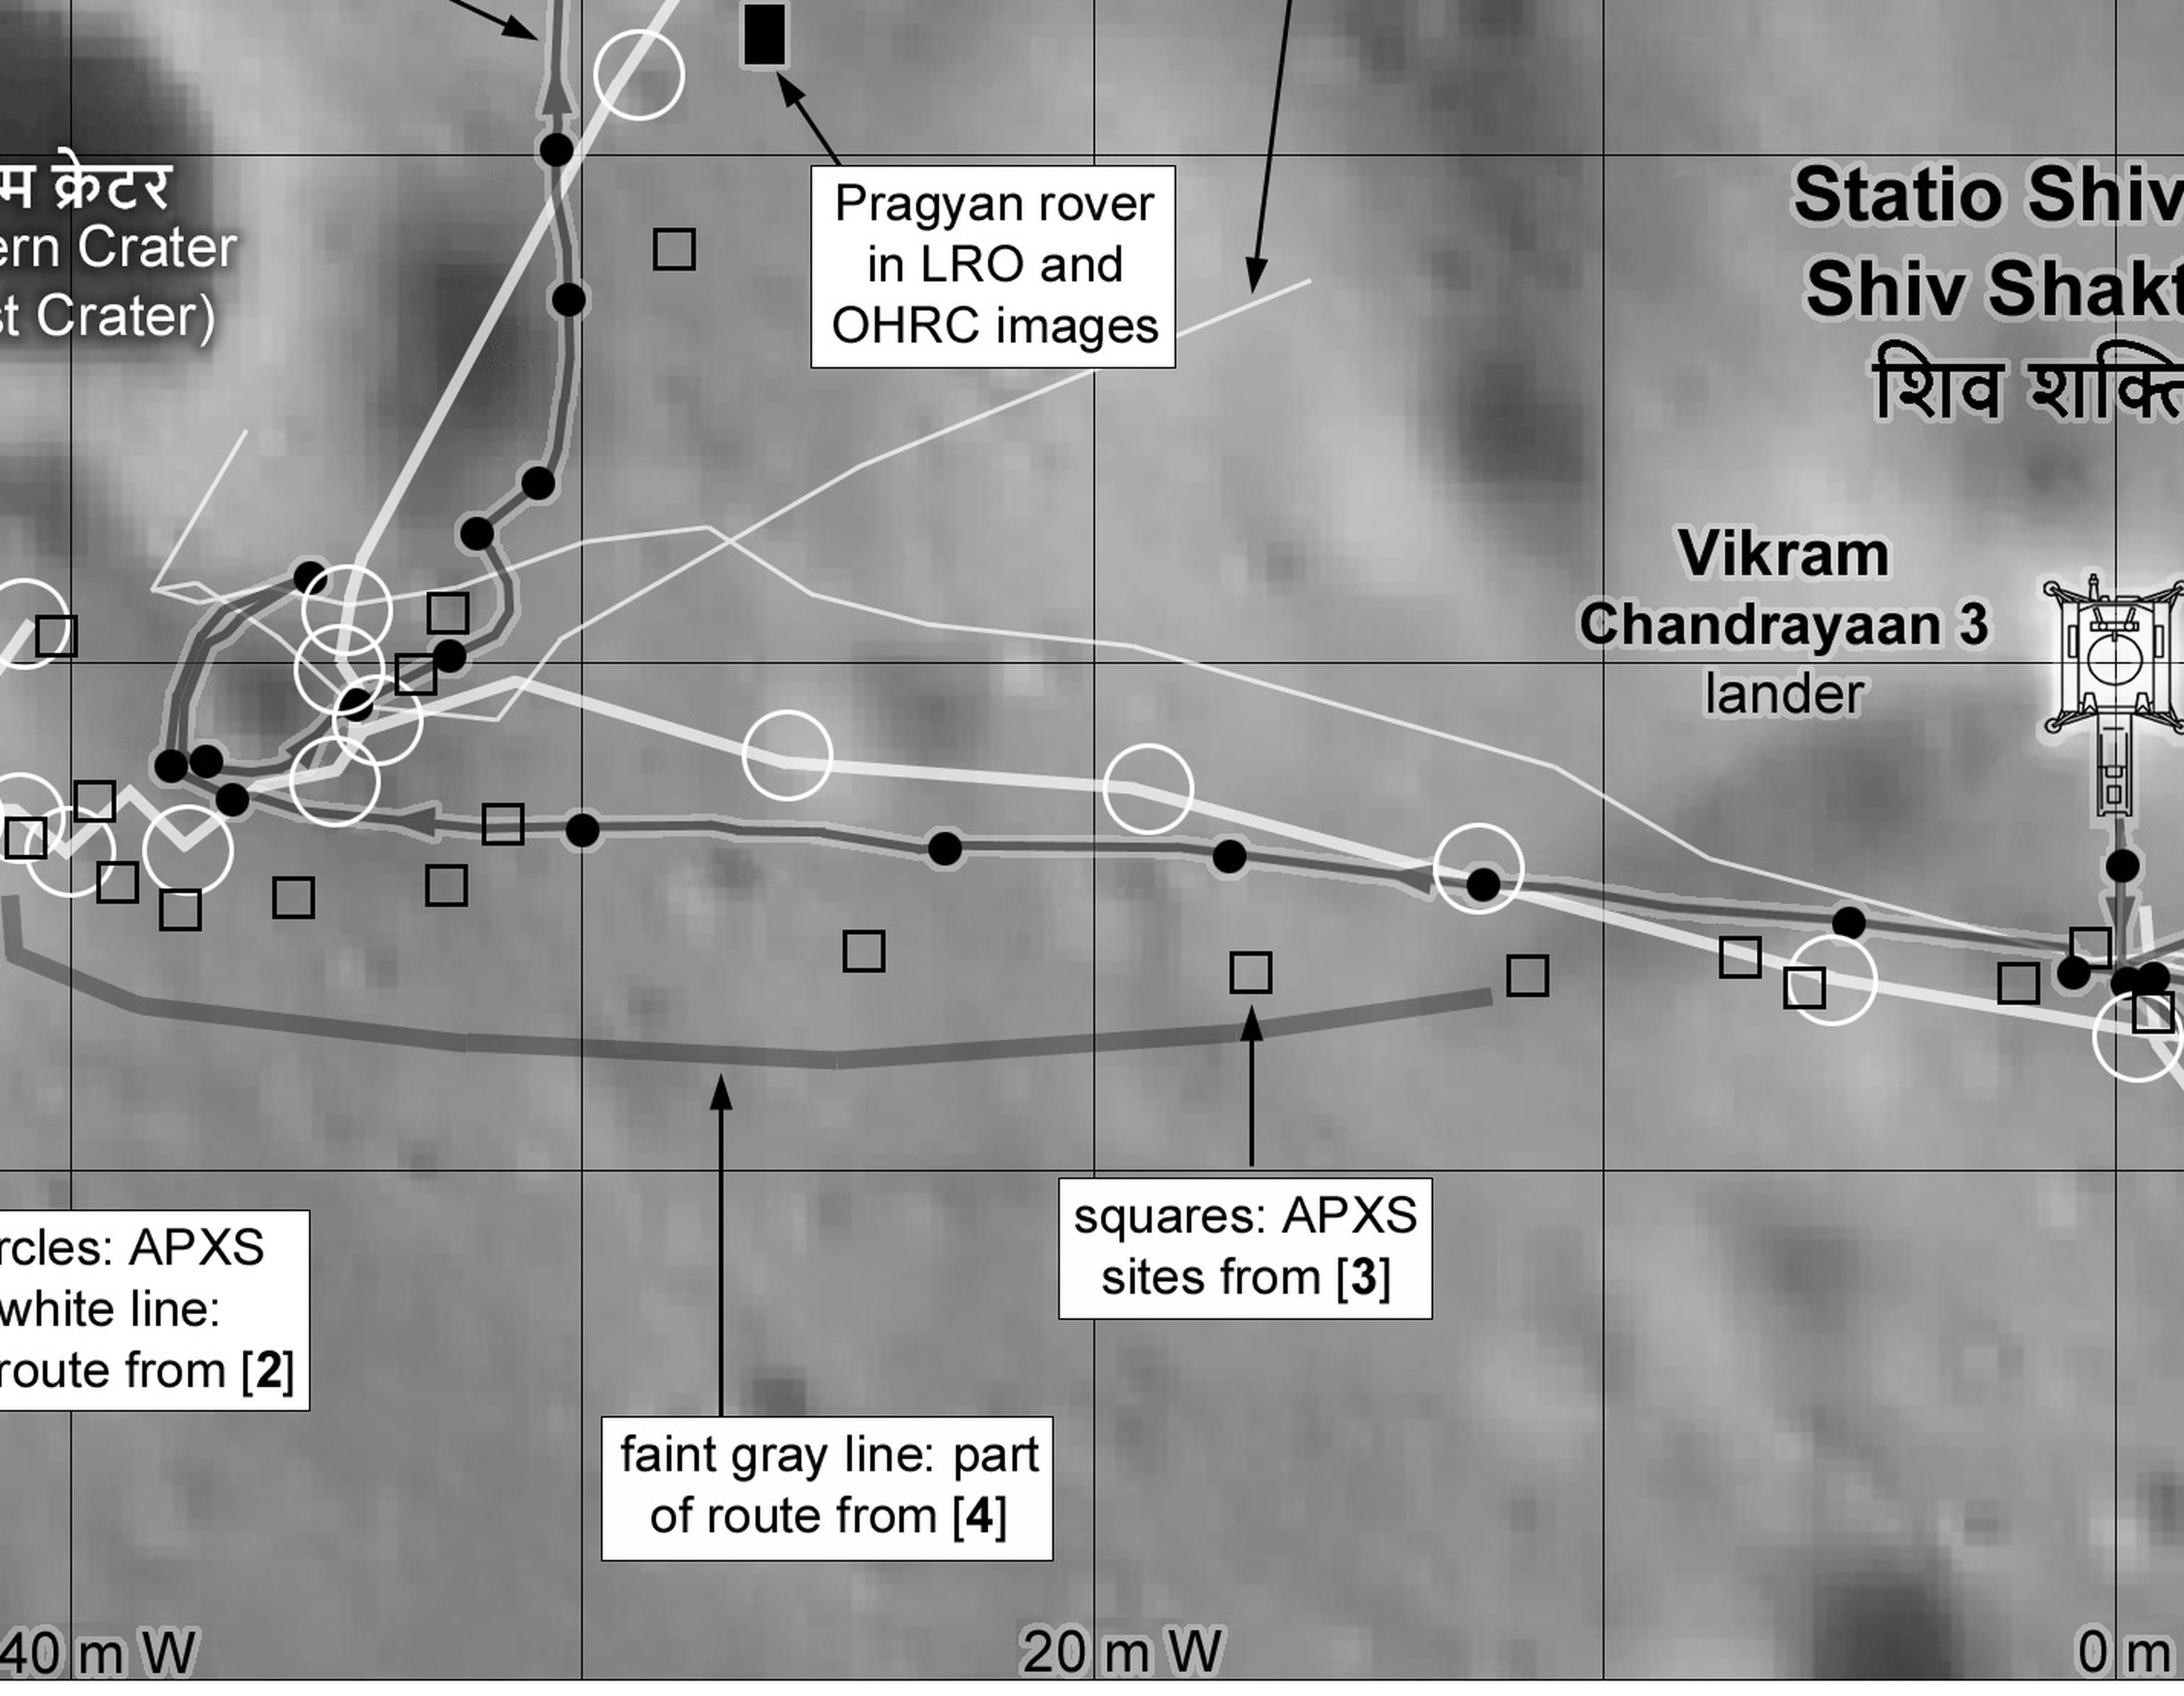 म क्रेटर
ern Crater
st Crater)
Pragyan rover
in LRO and
OHRC images
Statio Shiv
Shiv Shakt
शिव शक्ति
Vikram
Chandrayaan 3
lander
squares: APXS
sites from [3]
rcles: APXS
white line:
route from [2]
faint gray line: part
of route from [4]
40 m W
20 m W
0 m